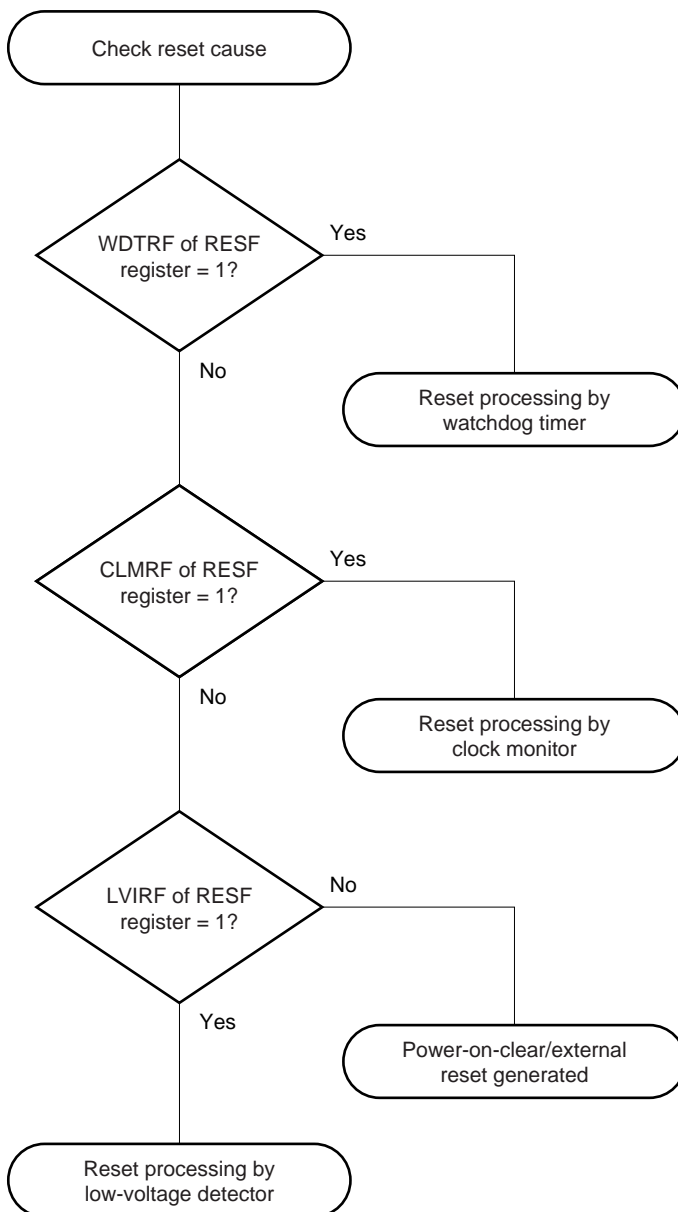 Check reset cause
WDTRF of RESF
register = 1?
Yes
No
Reset processing by
watchdog timer
CLMRF of RESF
register = 1?
Yes
No
Reset processing by
clock monitor
LVIRF of RESF
register = 1?
No
Yes
Power-on-clear/external
reset generated
Reset processing by
low-voltage detector